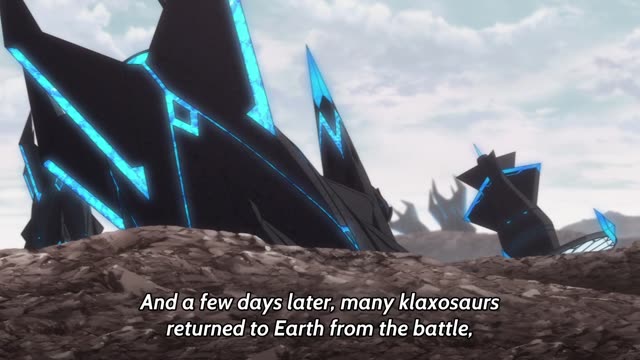 And a few days later, many klaxosaurs
returned to Earth from the battle,